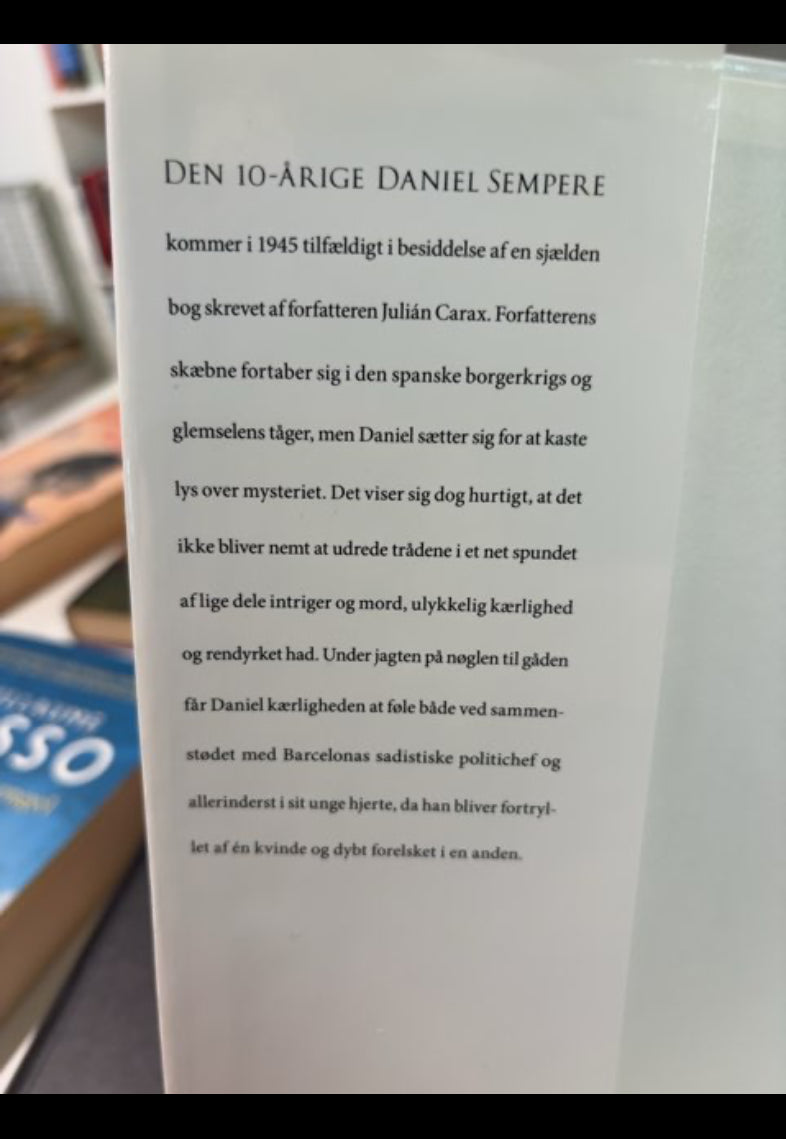 DEN 10-ÅRIGE DANIEL SEMPERE
kommer i 1945 tilfældigt i besiddelse af en sjælden
bog skrevet af forfatteren Julián Carax. Forfatterens
skæbne fortaber sig i den spanske borgerkrigs og
glemselens tåger, men Daniel sætter sig for at kaste
lys over mysteriet. Det viser sig dog hurtigt, at det
ikke bliver nemt at udrede trådene i et net spundet
af lige dele intriger og mord, ulykkelig kærlighed
og rendyrket had. Under jagten på nøglen til gåden
får Daniel kærligheden at føle både ved sammen-
stødet med Barcelonas sadistiske politichef og
allerinderst i sit unge hjerte, da han bliver fortryl-
let af én kvinde og dybt forelsket i en anden.
SSO